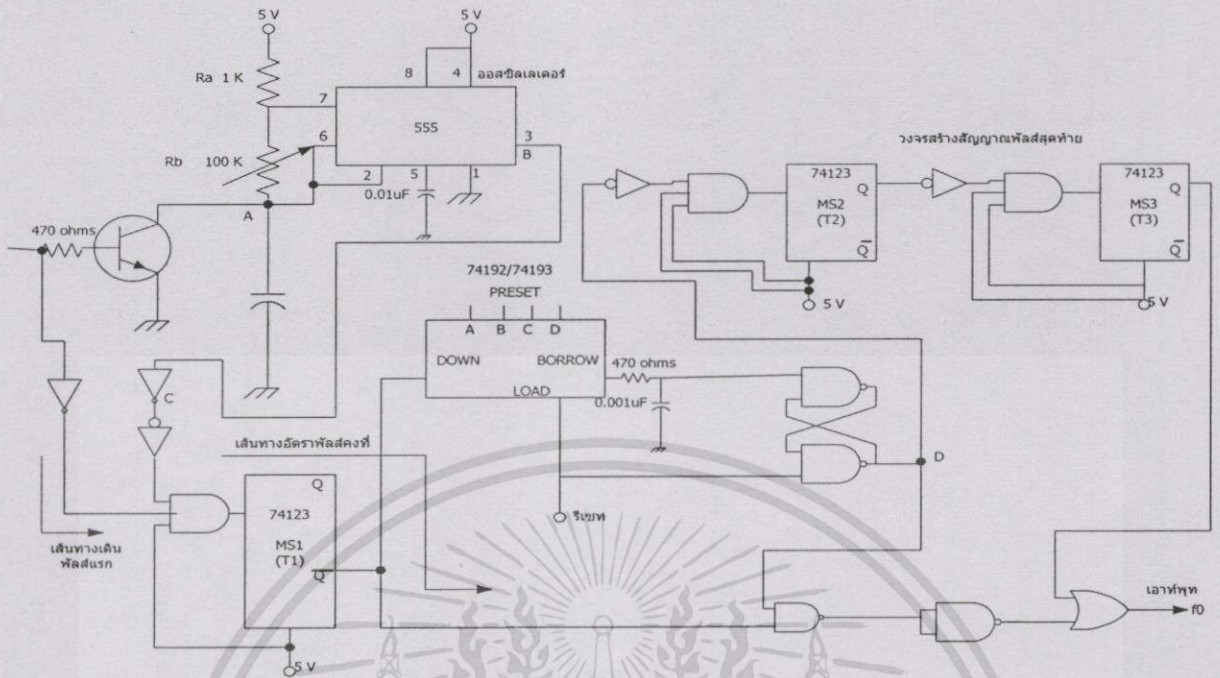 5 V
5 V
Ra 1 K
8
4
ออสซิลเลเตอร์
7
555
6
3
B
Rb 100 K
2
5
1
0.01uF
A
470 ohms
วงจรสร้างสัญญาณพัลส์สุดท้าย
74123
Q
MS2
(T2)
Q
5 V
74123
Q
MS3
(T3)
Q
5 V
74192/74193
PRESET
A B C D
DOWN
BORROW
LOAD
470 ohms
0.001uF
C
D
เส้นทางอัตราพัลส์คงที่
รีเซท
Q
74123
MS1
(T1)
Q
เส้นทางเดิน
พัลส์แรก
5 V
เอาท์พุท
f0